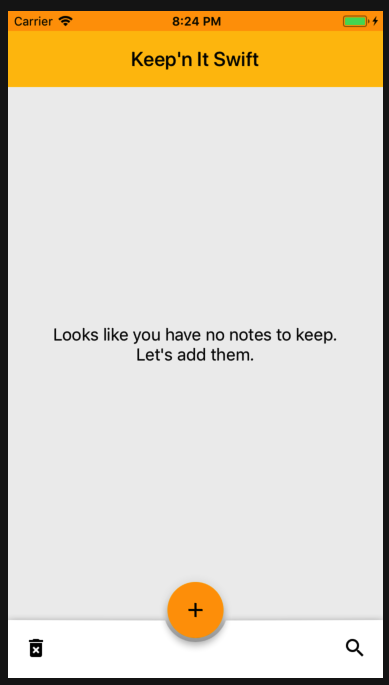 Carrier 8:24 PM
Keep'n It Swift
Looks like you have no notes to keep.
Let's add them.